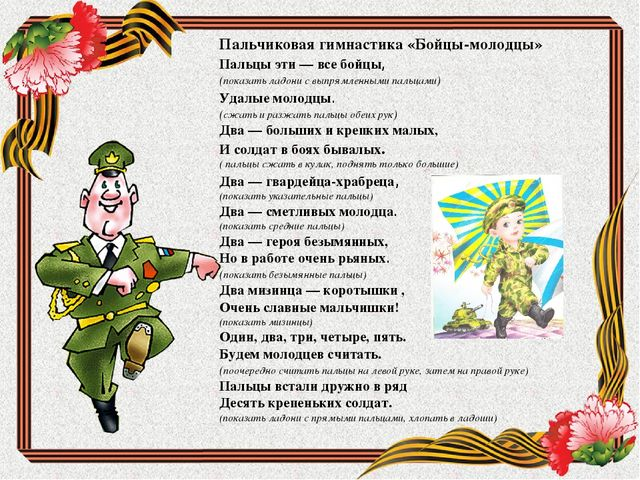 Пальчиковая гимнастика «Бойцы-молодцы»
Пальцы эти — все бойцы,
(показать ладони с выпрямленными пальцами)
Удалые молодцы.
(сжать и разжать пальцы обеих рук)
Два — больших и крепких малых,
И солдат в боях бывалых.
( пальцы сжать в кулак, поднять только большие)
Два — гвардейца-храбреца,
(показать указательные пальцы)
Два — сметливых молодца.
(показать средние пальцы)
Два — героя безымянных,
Но в работе очень рьяных.
(показать безымянные пальцы)
Два мизинца — коротышки ,
Очень славные мальчишки!
(показать мизинцы)
Один, два, три, четыре, пять.
Будем молодцев считать.
(поочередно считать пальцы на левой руке, затем на правой руке)
Пальцы встали дружно в ряд
Десять крепеньких солдат.
(показать ладони с прямыми пальцами, хлопать в ладоши)